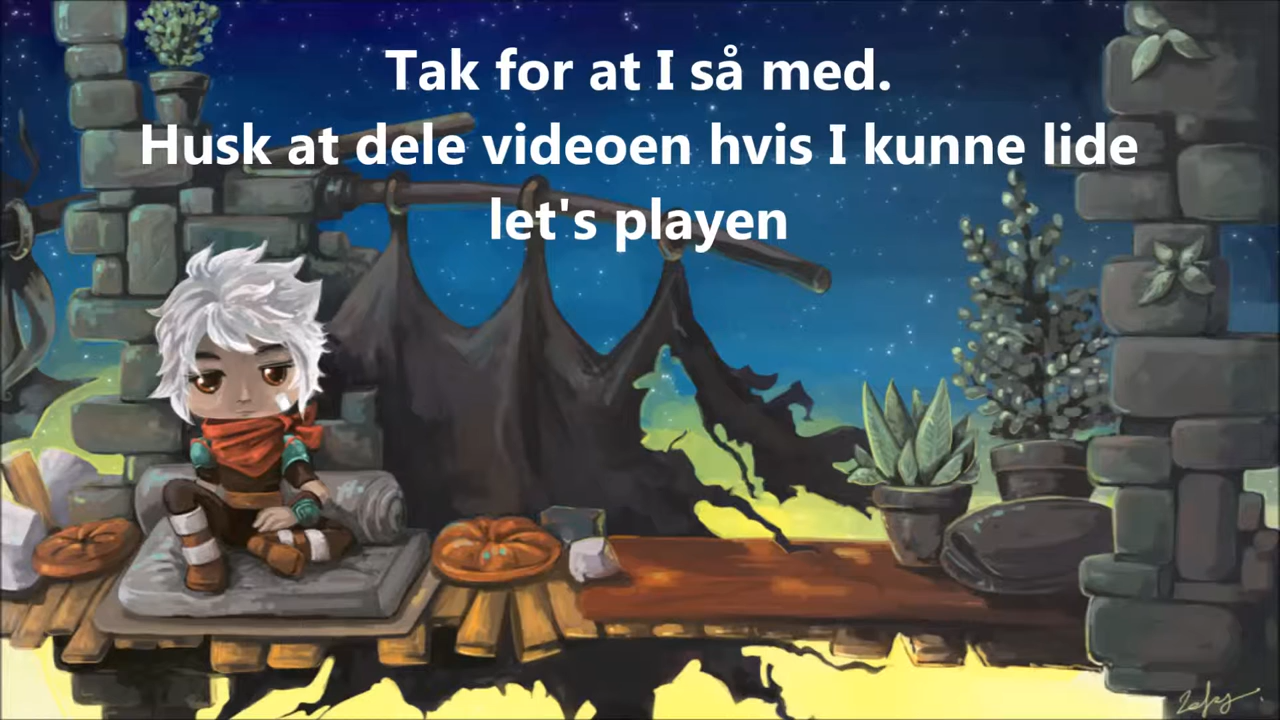 Tak for at I så med.
Husk at dele videoen hvis I kunne lide
let's playen